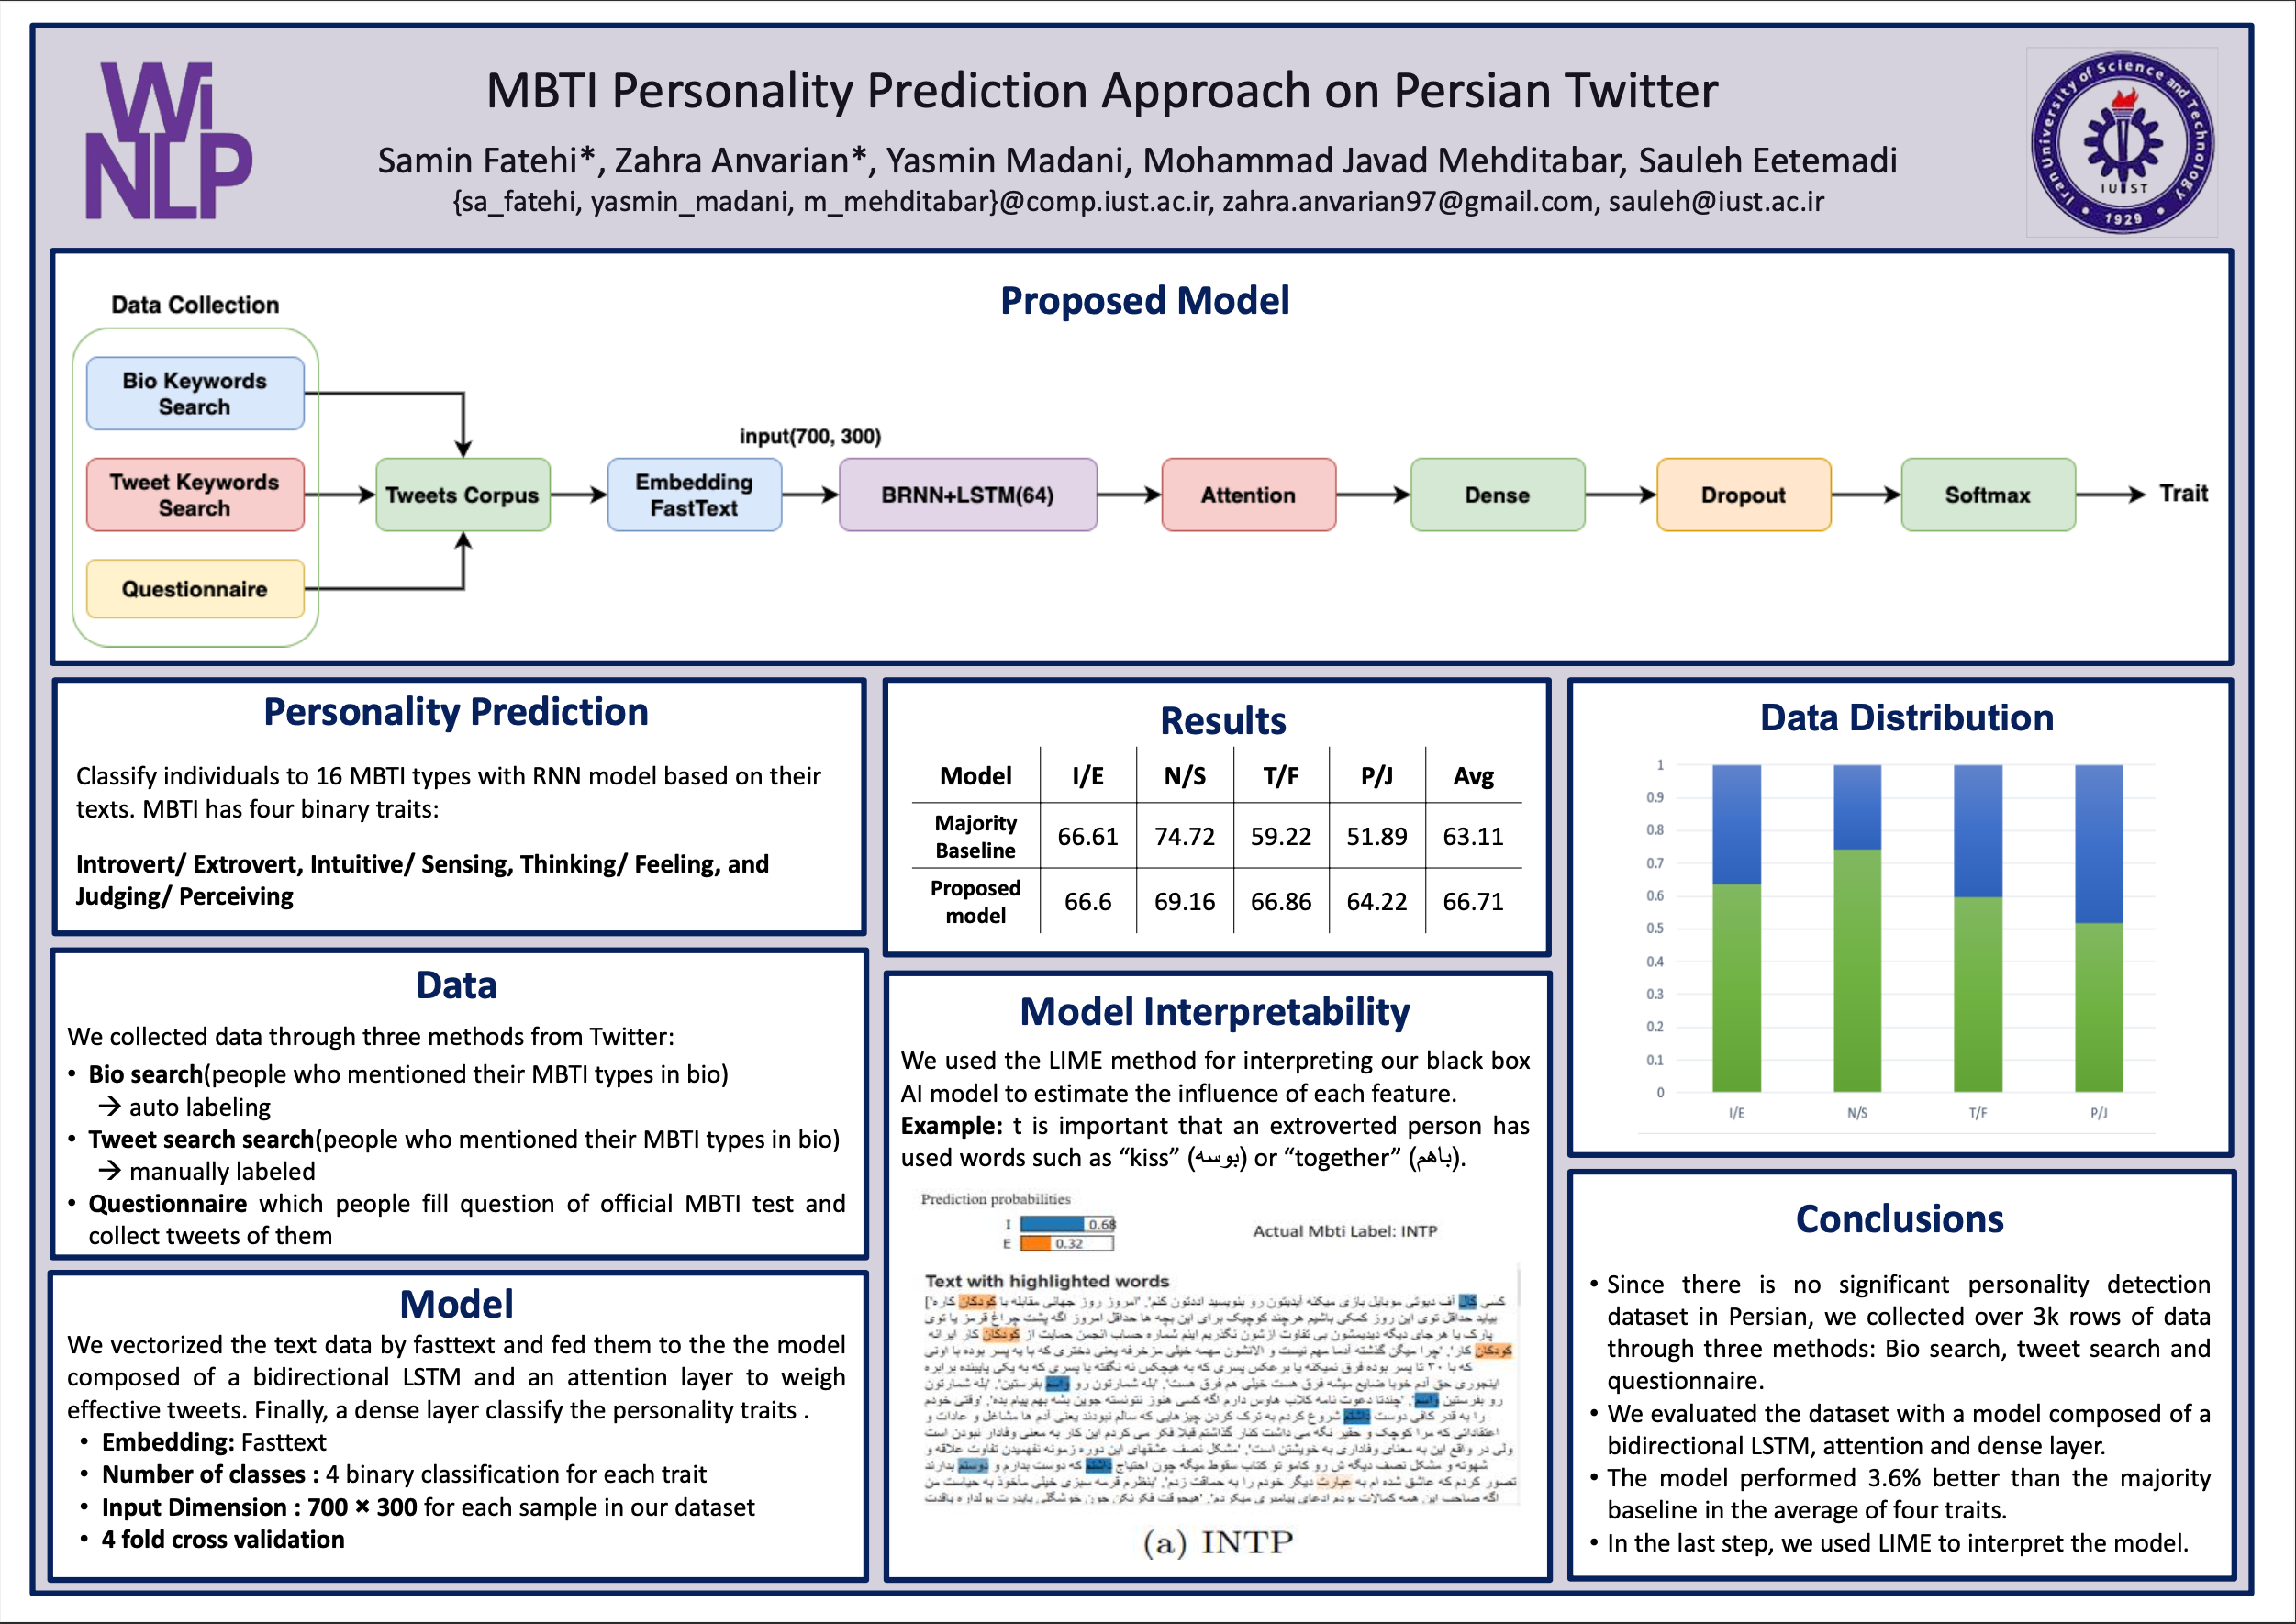 Wi
NLP
MBTI Personality Prediction Approach on Persian Twitter
Samin Fatehi*, Zahra Anvarian*, Yasmin Madani, Mohammad Javad Mehditabar, Sauleh Eetemadi
{sa_fatehi, yasmin_madani, m_mehditabar}@comp.iust.ac.ir, zahra.anvarian97@gmail.com, sauleh@iust.ac.ir
Iran University of Science and Technology
IUST
1929
Proposed Model
Data Collection
Bio Keywords
Search
Tweet Keywords
Search
Questionnaire
Tweets Corpus
Embedding
FastText
input(700, 300)
BRNN+LSTM(64)
Attention
Dense
Dropout
Softmax
Trait
Personality Prediction
Classify individuals to 16 MBTI types with RNN model based on their
texts. MBTI has four binary traits:
Introvert/ Extrovert, Intuitive/ Sensing, Thinking/ Feeling, and
Judging/ Perceiving
Data
We collected data through three methods from Twitter:
• Bio search(people who mentioned their MBTI types in bio)
→ auto labeling
• Tweet search search(people who mentioned their MBTI types in bio)
→ manually labeled
• Questionnaire which people fill question of official MBTI test and
collect tweets of them
Model
We vectorized the text data by fasttext and fed them to the the model
composed of a bidirectional LSTM and an attention layer to weigh
effective tweets. Finally, a dense layer classify the personality traits .
• Embedding: Fasttext
• Number of classes : 4 binary classification for each trait
• Input Dimension : 700 × 300 for each sample in our dataset
• 4 fold cross validation
Results
Model I/E N/S T/F P/J Avg
Majority
Baseline 66.61 74.72 59.22 51.89 63.11
Proposed
model 66.6 69.16 66.86 64.22 66.71
Model Interpretability
We used the LIME method for interpreting our black box
AI model to estimate the influence of each feature.
Example: t is important that an extroverted person has
used words such as “kiss” (بوسه) or “together” (باهم).
Prediction probabilities
I 0.68
E 0.32
Actual Mbti Label: INTP
Text with highlighted words
(a) INTP
Data Distribution
1
0.9
0.8
0.7
0.6
0.5
0.4
0.3
0.2
0.1
0
I/E N/S T/F P/J
Conclusions
• Since there is no significant personality detection
dataset in Persian, we collected over 3k rows of data
through three methods: Bio search, tweet search and
questionnaire.
• We evaluated the dataset with a model composed of a
bidirectional LSTM, attention and dense layer.
• The model performed 3.6% better than the majority
baseline in the average of four traits.
• In the last step, we used LIME to interpret the model.